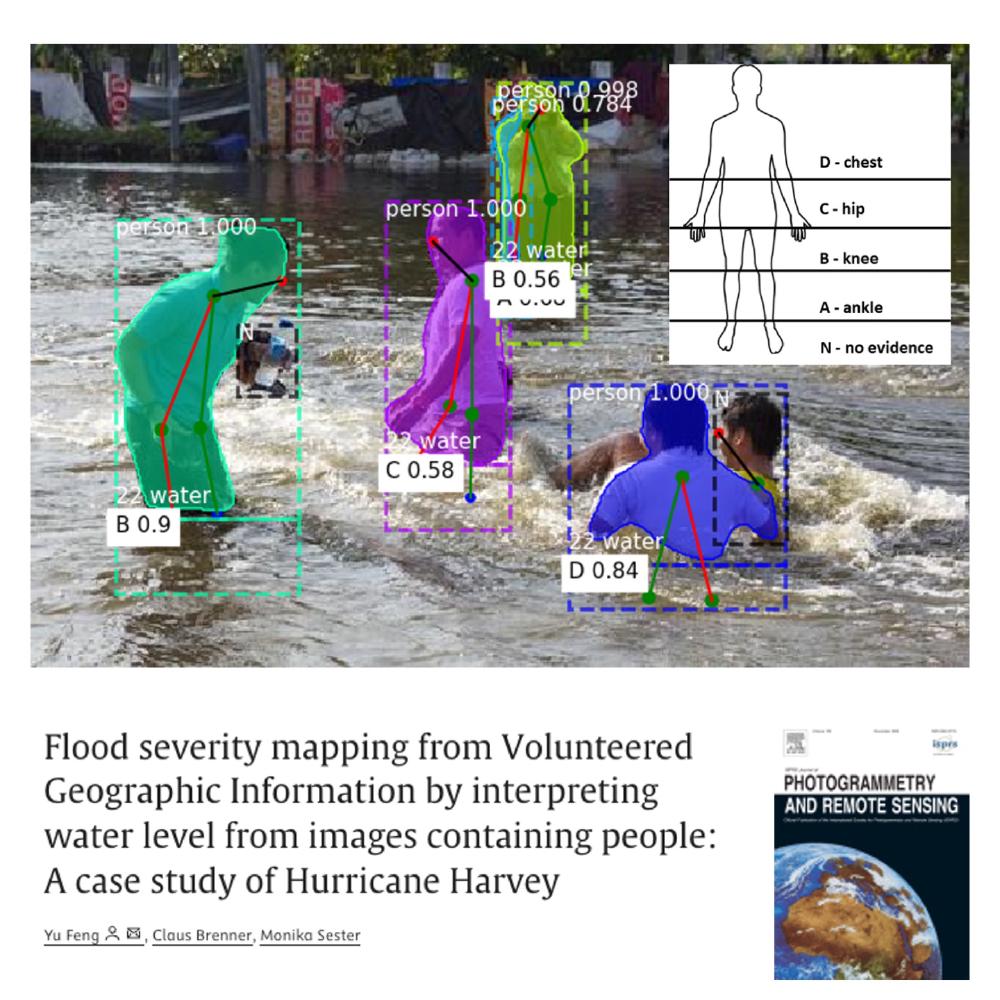 person 0.998
person 0.784
person 1.000
person 1.000
22 water
B 0.56
N
D - chest
C - hip
B - knee
A - ankle
N - no evidence
person 1.000
N
22 water
C 0.58
22 water
B 0.9
22 water
D 0.84
Flood severity mapping from Volunteered
Geographic Information by interpreting
water level from images containing people:
A case study of Hurricane Harvey
Yu Feng, Claus Brenner, Monika Sester
isprs
PHOTOGRAMMETRY
AND REMOTE SENSING